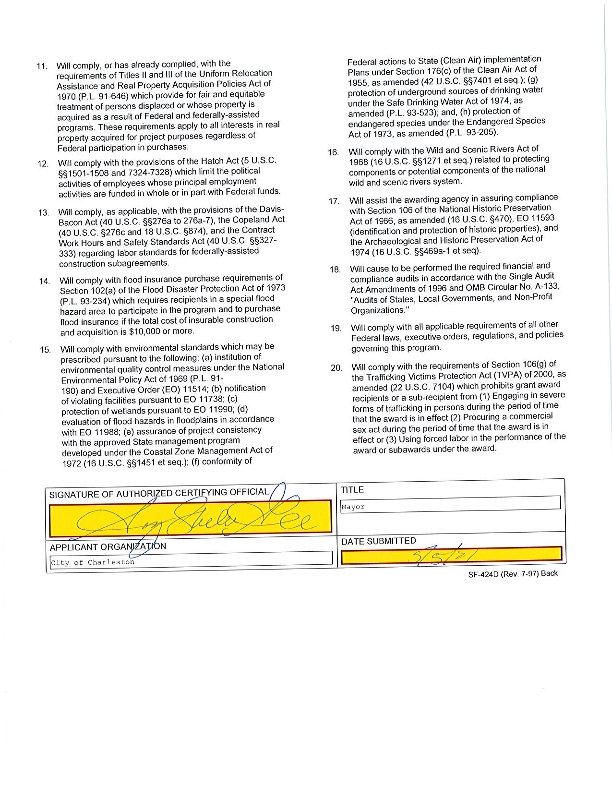 11. Will comply, or has already complied, with the
requirements of Titles II and III of the Uniform Relocation
Assistance and Real Property Acquisition Policies Act of
1970 (P.L. 91-646) which provide for fair and equitable
treatment of persons displaced or whose property is
acquired as a result of Federal and federally-assisted
programs. These requirements apply to all interests in real
property acquired for project purposes regardless of
Federal participation in purchases.
12. Will comply with the provisions of the Hatch Act (5 U.S.C.
§§1501-1508 and 7324-7328) which limit the political
activities of employees whose principal employment
activities are funded in whole or in part with Federal funds.
13. Will comply, as applicable, with the provisions of the Davis-
Bacon Act (40 U.S.C. §§276a to 276a-7), the Copeland Act
(40 U.S.C. §276c and 18 U.S.C. §874), and the Contract
Work Hours and Safety Standards Act (40 U.S.C. §§327-
333) regarding labor standards for federally-assisted
construction subagreements.
14. Will comply with flood insurance purchase requirements of
Section 102(a) of the Flood Disaster Protection Act of 1973
(P.L. 93-234) which requires recipients in a special flood
hazard area to participate in the program and to purchase
flood insurance if the total cost of insurable construction
and acquisition is $10,000 or more.
15. Will comply with environmental standards which may be
prescribed pursuant to the following: (a) institution of
environmental quality control measures under the National
Environmental Policy Act of 1969 (P.L. 91-
190) and Executive Order (EO) 11514; (b) notification
of violating facilities pursuant to EO 11738; (c)
protection of wetlands pursuant to EO 11990; (d)
evaluation of flood hazards in floodplains in accordance
with EO 11988; (e) assurance of project consistency
with the approved State management program
developed under the Coastal Zone Management Act of
1972 (16 U.S.C. §§1451 et seq.); (f) conformity of
Federal actions to State (Clean Air) implementation
Plans under Section 176(c) of the Clean Air Act of
1955, as amended (42 U.S.C. §§7401 et seq.); (g)
protection of underground sources of drinking water
under the Safe Drinking Water Act of 1974, as
amended (P.L. 93-523); and, (h) protection of
endangered species under the Endangered Species
Act of 1973, as amended (P.L. 93-205).
16. Will comply with the Wild and Scenic Rivers Act of
1968 (16 U.S.C. §§1271 et seq.) related to protecting
components or potential components of the national
wild and scenic rivers system.
17. Will assist the awarding agency in assuring compliance
with Section 106 of the National Historic Preservation
Act of 1966, as amended (16 U.S.C. §470), EO 11593
(identification and protection of historic properties), and
the Archaeological and Historic Preservation Act of
1974 (16 U.S.C. §§469a-1 et seq).
18. Will cause to be performed the required financial and
compliance audits in accordance with the Single Audit
Act Amendments of 1996 and OMB Circular No. A-133,
"Audits of States, Local Governments, and Non-Profit
Organizations."
19. Will comply with all applicable requirements of all other
Federal laws, executive orders, regulations, and policies
governing this program.
20. Will comply with the requirements of Section 106(g) of
the Trafficking Victims Protection Act (TVPA) of 2000, as
amended (22 U.S.C. 7104) which prohibits grant award
recipients or a sub-recipient from (1) Engaging in severe
forms of trafficking in persons during the period of time
that the award is in effect (2) Procuring a commercial
sex act during the period of time that the award is in
effect or (3) Using forced labor in the performance of the
award or subawards under the award.
SIGNATURE OF AUTHORIZED CERTIFYING OFFICIAL
TITLE
Mayor
APPLICANT ORGANIZATION
City of Charleston
DATE SUBMITTED
5/5/21
SF-424D (Rev. 7-97) Back